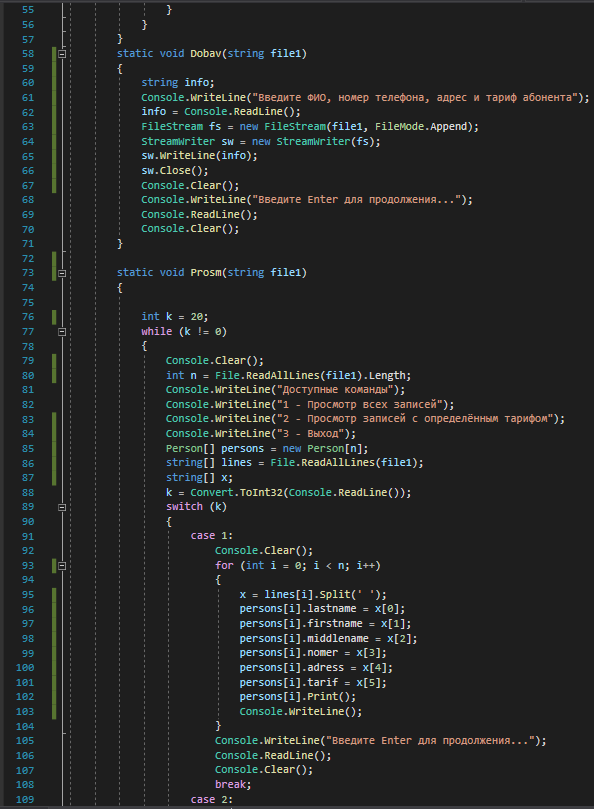 55 }
56 }
57 }
58 static void Dobav(string file1)
59 {
60 string info;
61 Console.WriteLine("Введите ФИО, номер телефона, адрес и тариф абонента");
62 info = Console.ReadLine();
63 FileStream fs = new FileStream(file1, FileMode.Append);
64 StreamWriter sw = new StreamWriter(fs);
65 sw.WriteLine(info);
66 sw.Close();
67 Console.Clear();
68 Console.WriteLine("Введите Enter для продолжения...");
69 Console.ReadLine();
70 Console.Clear();
71 }
72
73 static void Prosm(string file1)
74 {
75
76 int k = 20;
77 while (k != 0)
78 {
79 Console.Clear();
80 int n = File.ReadAllLines(file1).Length;
81 Console.WriteLine("Доступные команды");
82 Console.WriteLine("1 - Просмотр всех записей");
83 Console.WriteLine("2 - Просмотр записей с определённым тарифом");
84 Console.WriteLine("3 - Выход");
85 Person[] persons = new Person[n];
86 string[] lines = File.ReadAllLines(file1);
87 string[] x;
88 k = Convert.ToInt32(Console.ReadLine());
89 switch (k)
90 {
91 case 1:
92 Console.Clear();
93 for (int i = 0; i < n; i++)
94 {
95 x = lines[i].Split(' ');
96 persons[i].lastname = x[0];
97 persons[i].firstname = x[1];
98 persons[i].middlename = x[2];
99 persons[i].nomer = x[3];
100 persons[i].adress = x[4];
101 persons[i].tarif = x[5];
102 persons[i].Print();
103 Console.WriteLine();
104 }
105 Console.WriteLine("Введите Enter для продолжения...");
106 Console.ReadLine();
107 Console.Clear();
108 break;
109 case 2: